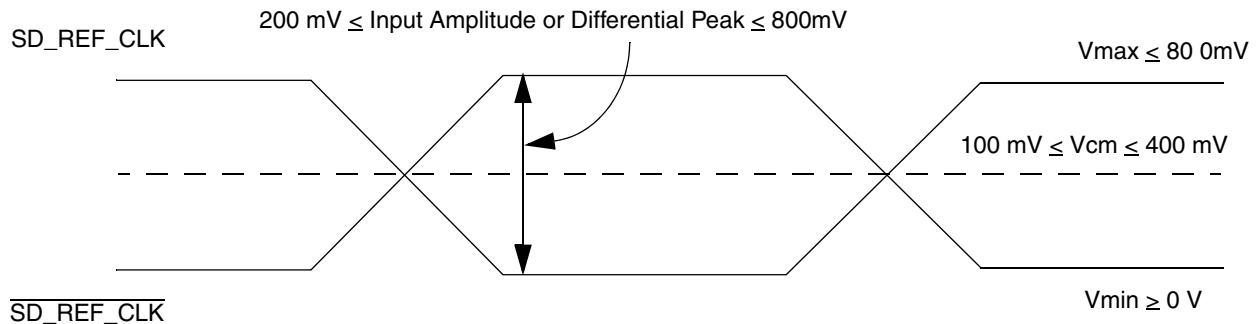 200 mV ≤ Input Amplitude or Differential Peak ≤ 800mV
SD_REF_CLK
Vmax ≤ 80 0mV
100 mV ≤ Vcm ≤ 400 mV
Vmin ≥ 0 V
S̅D̅_̅R̅E̅F̅_̅C̅L̅K̅